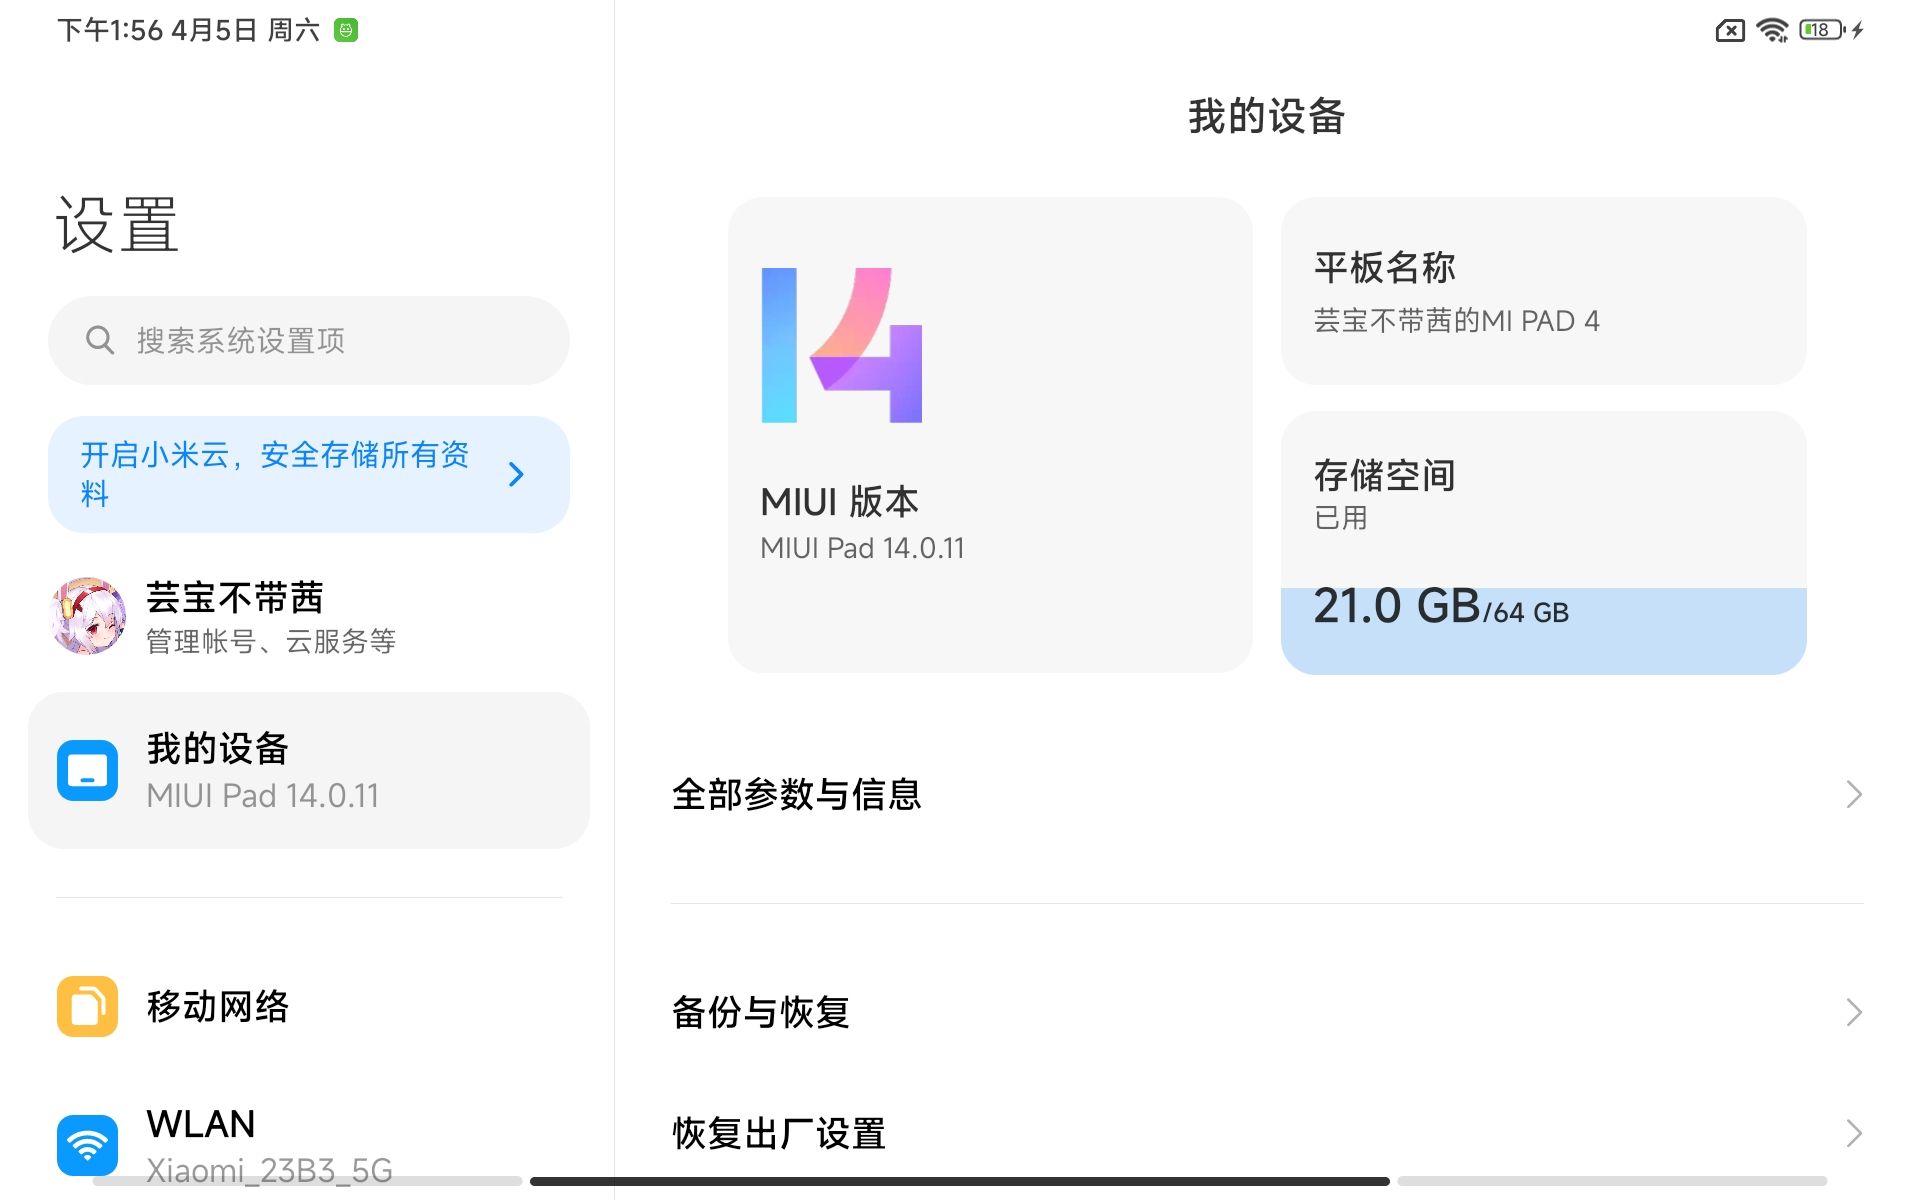 下午1:56 4月5日 周六
18
设置
搜索系统设置项
开启小米云，安全存储所有资
料
芸宝不带茜
管理帐号、云服务等
我的设备
MIUI Pad 14.0.11
移动网络
WLAN
Xiaomi_23B3_5G
我的设备
14
MIUI 版本
MIUI Pad 14.0.11
平板名称
芸宝不带茜的MI PAD 4
存储空间
已用
21.0 GB/64 GB
全部参数与信息
备份与恢复
恢复出厂设置